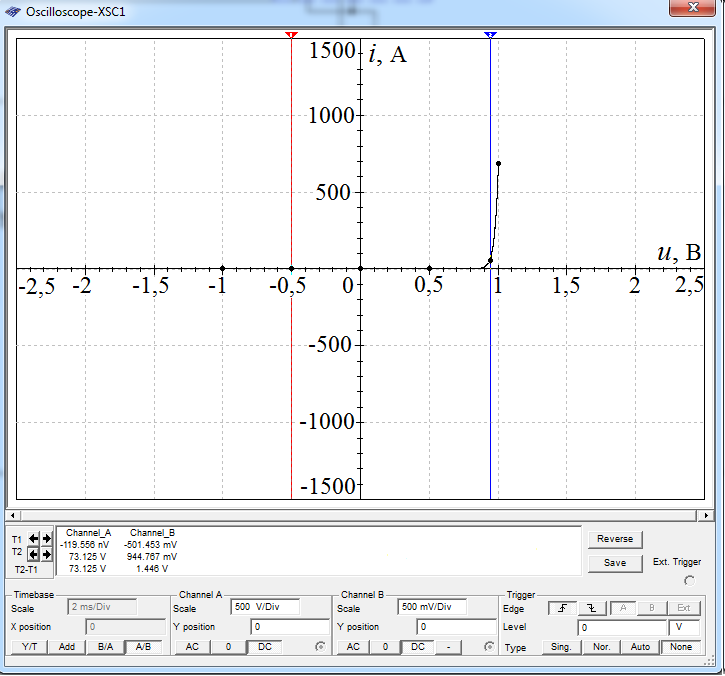 Oscilloscope-XSC1
1500 i, A
1000
500
u, В
-2,5 -2 -1,5 -1 -0,5 0 0,5 1 1,5 2 2,5
-500
-1000
-1500
Channel_A Channel_B
T1 -119.556 nV -501.453 mV
T2 73.125 V 944.767 mV
T2-T1 73.125 V 1.446 V
Reverse
Save
Ext. Trigger
Timebase Channel A Channel B Trigger
Scale 2 ms/Div Scale 500 V/Div Scale 500 mV/Div Edge A B Ext
X position 0 Y position 0 Y position 0 Level 0 V
Y/T Add B/A A/B AC 0 DC AC 0 DC - Type Sing. Nor. Auto None